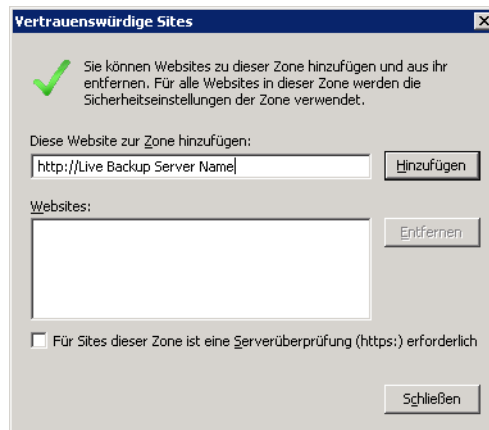 Vertrauenswürdige Sites
Sie können Websites zu dieser Zone hinzufügen und aus ihr
entfernen. Für alle Websites in dieser Zone werden die
Sicherheitseinstellungen der Zone verwendet.
Diese Website zur Zone hinzufügen:
http://Live Backup Server Name
Hinzufügen
Websites:
Entfernen
Für Sites dieser Zone ist eine Serverüberprüfung (https:) erforderlich
Schließen